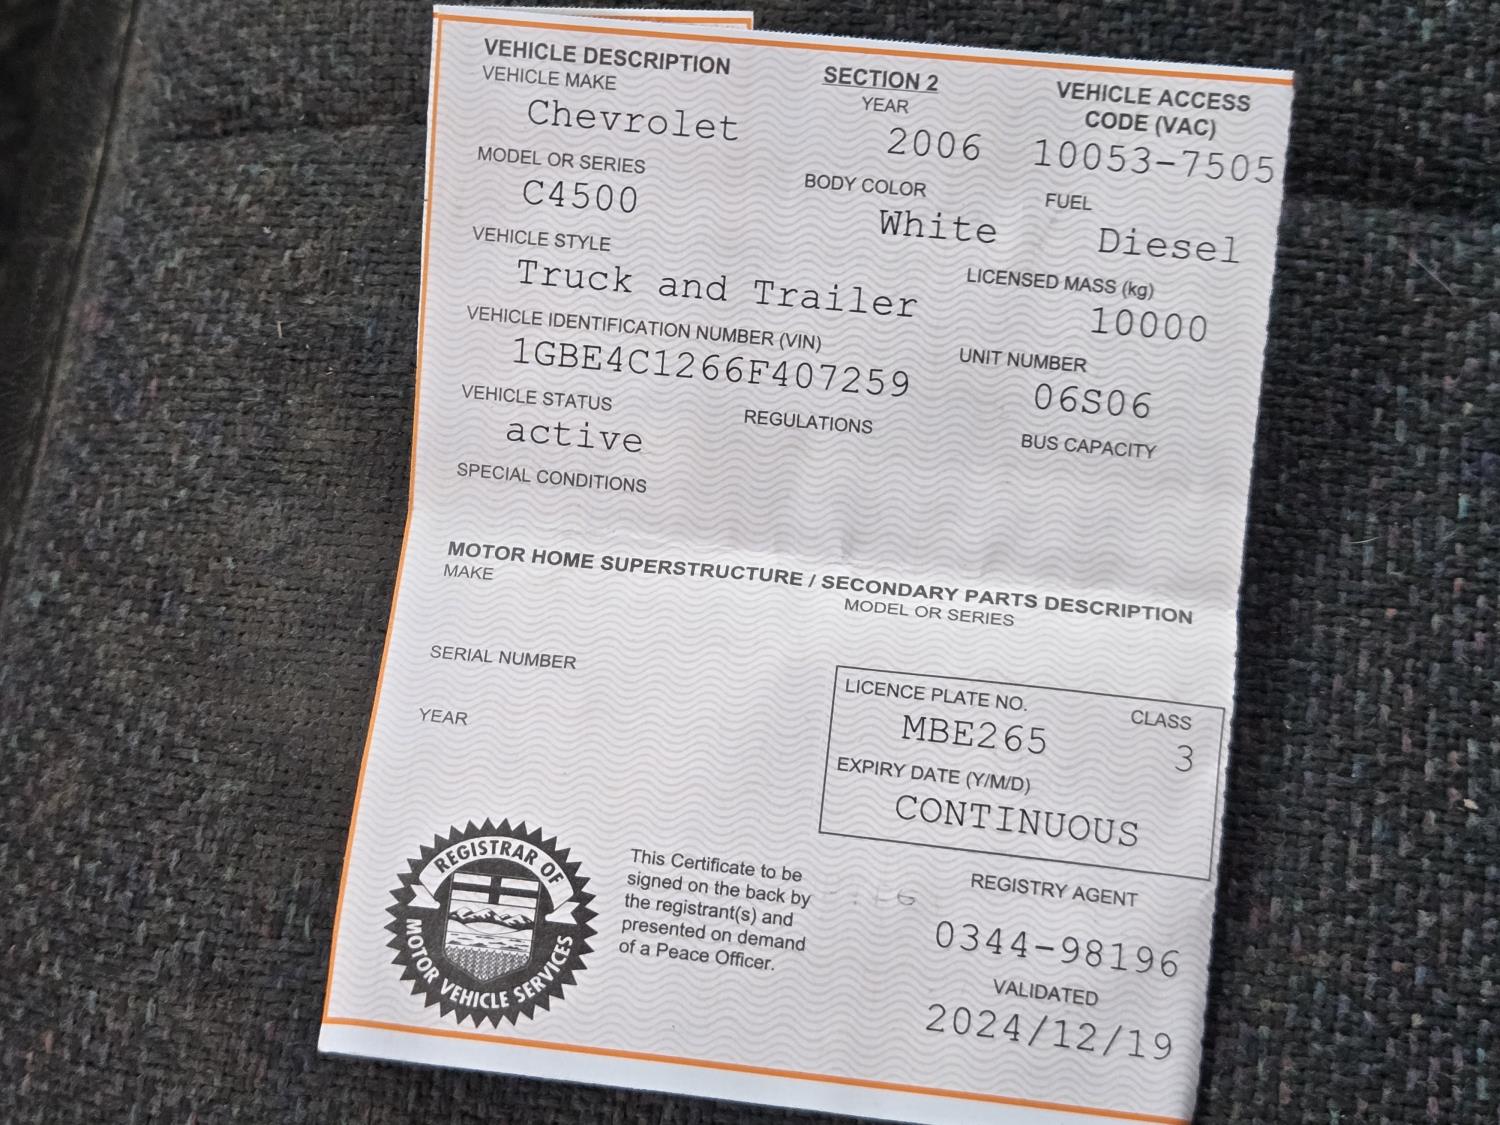 VEHICLE DESCRIPTION
SECTION 2
VEHICLE ACCESS
CODE (VAC)
VEHICLE MAKE
YEAR
Chevrolet
2006
10053-7505
MODEL OR SERIES
BODY COLOR
FUEL
C4500
White
Diesel
VEHICLE STYLE
LICENSED MASS (kg)
Truck and Trailer
10000
VEHICLE IDENTIFICATION NUMBER (VIN)
UNIT NUMBER
1GBE4C1266F407259
06S06
VEHICLE STATUS
REGULATIONS
BUS CAPACITY
active
SPECIAL CONDITIONS
MOTOR HOME SUPERSTRUCTURE / SECONDARY PARTS DESCRIPTION
MAKE
MODEL OR SERIES
SERIAL NUMBER
YEAR
LICENCE PLATE NO.
CLASS
MBE265
3
EXPIRY DATE (Y/M/D)
CONTINUOUS
REGISTRAR OF
MOTOR VEHICLE SERVICES
This Certificate to be
signed on the back by
the registrant(s) and
presented on demand
of a Peace Officer.
REGISTRY AGENT
0344-98196
VALIDATED
2024/12/19